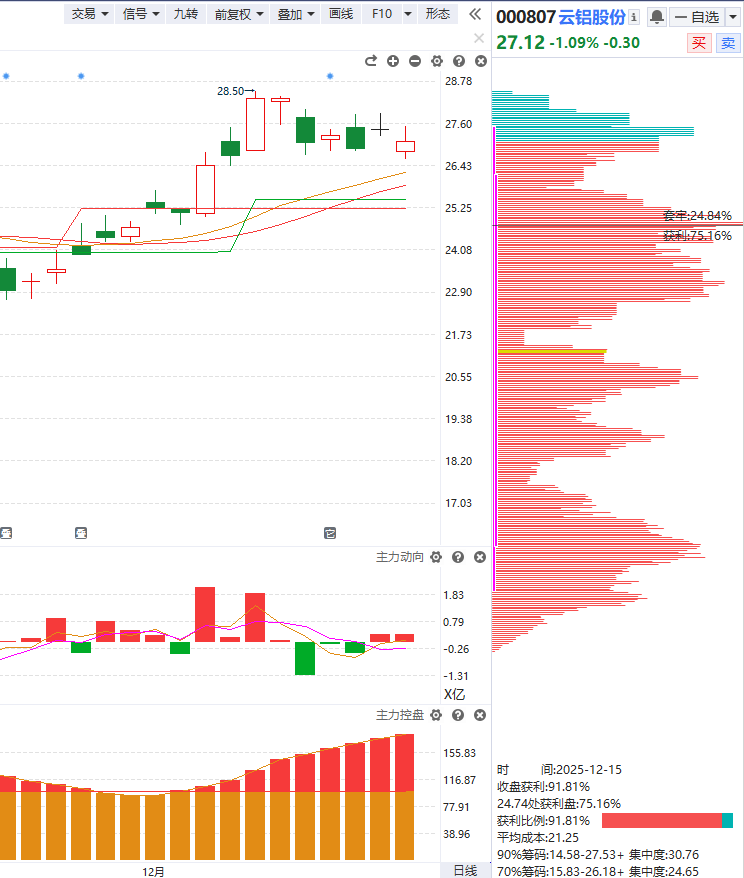 交易 信号 九转 前复权 叠加 画线 F10 形态
000807 云铝股份 自选
27.12 -1.09% -0.30 买 卖
28.78
28.50
27.60
26.43
25.25
24.08
22.90
21.73
20.55
19.38
18.20
17.03
套牢:24.84%
获利:75.16%
主力动向
1.83
0.79
-0.26
-1.31
X亿
主力控盘
155.83
116.87
77.91
38.96
12月
日线
时 间:2025-12-15
收盘获利:91.81%
24.74处获利盘:75.16%
获利比例:91.81%
平均成本:21.25
90%筹码:14.58-27.53+ 集中度:30.76
70%筹码:15.83-26.18+ 集中度:24.65